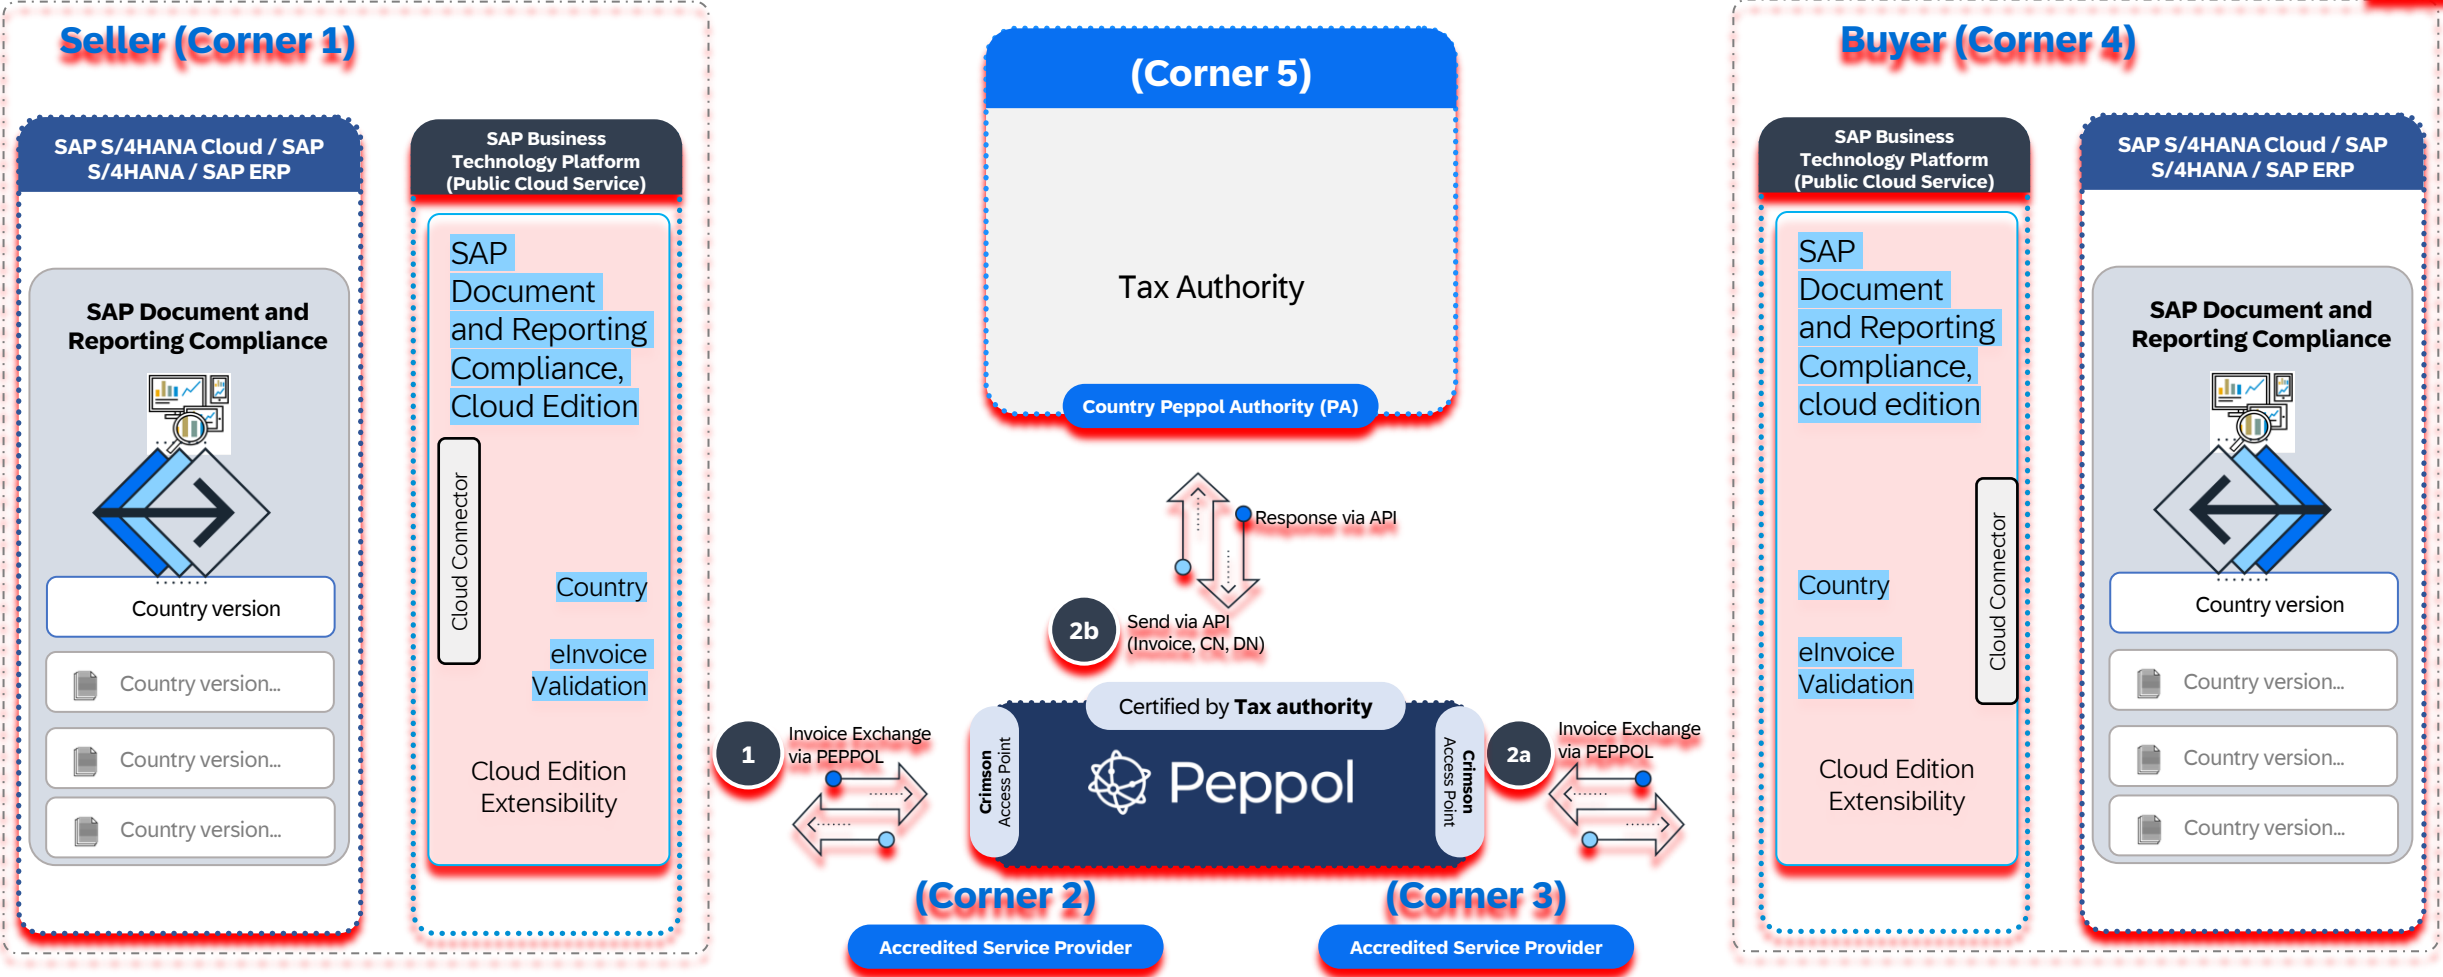 Seller (Corner 1)
SAP S/4HANA Cloud / SAP
S/4HANA / SAP ERP
SAP Document and
Reporting Compliance
Country version
Country version...
Country version...
Country version...
SAP Business
Technology Platform
(Public Cloud Service)
SAP
Document
and Reporting
Compliance,
Cloud Edition
Cloud Connector
Country
eInvoice
Validation
Cloud Edition
Extensibility
1
Invoice Exchange
via PEPPOL
(Corner 5)
Tax Authority
Country Peppol Authority (PA)
Response via API
2b
Send via API
(Invoice, CN, DN)
Certified by Tax authority
Crimson
Access Point
Peppol
Crimson
Access Point
(Corner 2)
Accredited Service Provider
(Corner 3)
Accredited Service Provider
2a
Invoice Exchange
via PEPPOL
Buyer (Corner 4)
SAP Business
Technology Platform
(Public Cloud Service)
SAP
Document
and Reporting
Compliance,
cloud edition
Cloud Connector
Country
eInvoice
Validation
Cloud Edition
Extensibility
SAP S/4HANA Cloud / SAP
S/4HANA / SAP ERP
SAP Document and
Reporting Compliance
Country version
Country version...
Country version...
Country version...